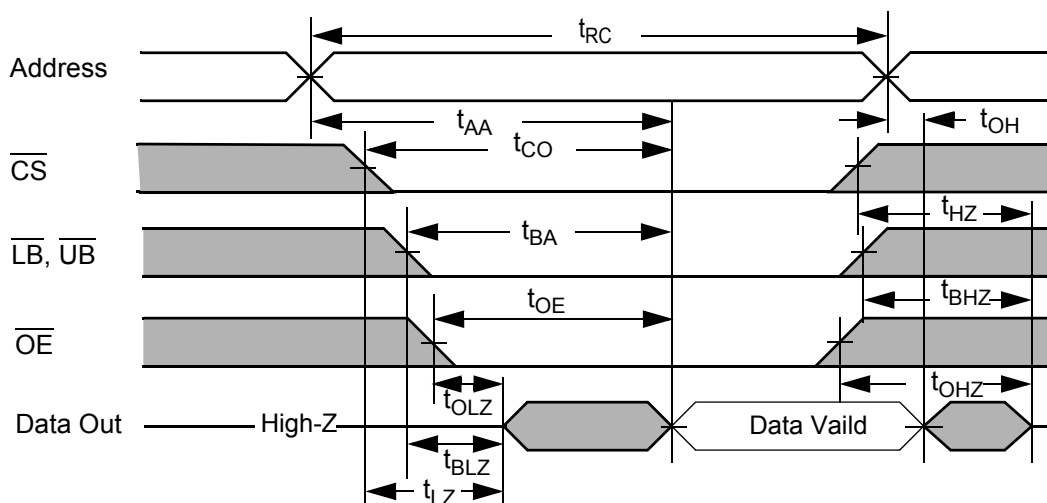 tRC
Address
tAA
tOH
tCO
CS
tHZ
LB, UB
tBA
tBHZ
tOE
OE
tOHZ
tOLZ
Data Out
High-Z
Data Vaild
tBLZ
tLZ